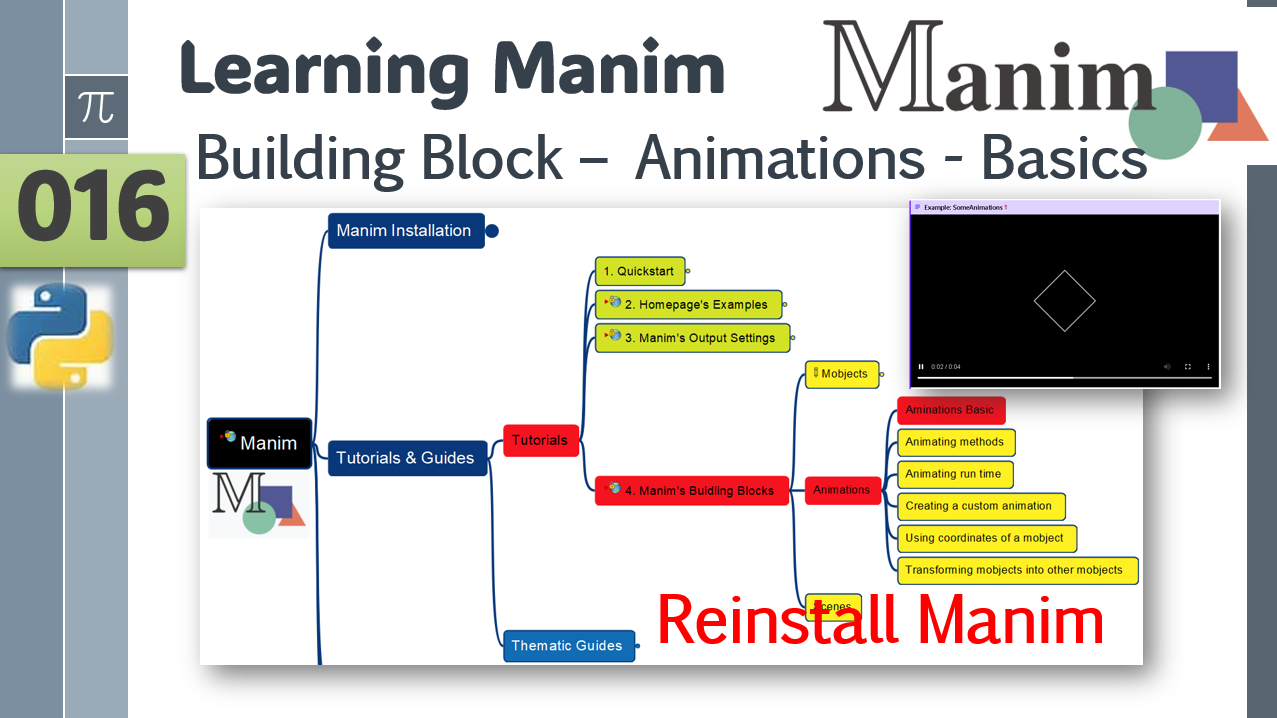 Learning Manim
Manim
π
Building Block – Animations - Basics
016
Example: SomeAnimations 1
0:02 / 0:04
Manim Installation
1. Quickstart
2. Homepage's Examples
3. Manim's Output Settings
Mobjects
Manim
Tutorials & Guides
Tutorials
4. Manim's Buidling Blocks
Animations
Aminations Basic
Animating methods
Animating run time
Creating a custom animation
Using coordinates of a mobject
Transforming mobjects into other mobjects
M
Scenes
Reinstall Manim
Thematic Guides